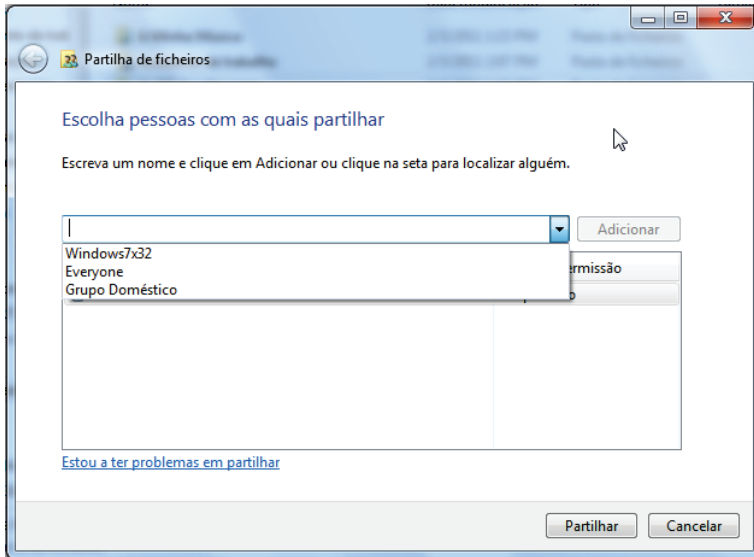 Partilha de ficheiros
Escolha pessoas com as quais partilhar
Escreva um nome e clique em Adicionar ou clique na seta para localizar alguém.
Adicionar
Windows7x32
Everyone
Grupo Doméstico
ermissão
Estou a ter problemas em partilhar
Partilhar Cancelar